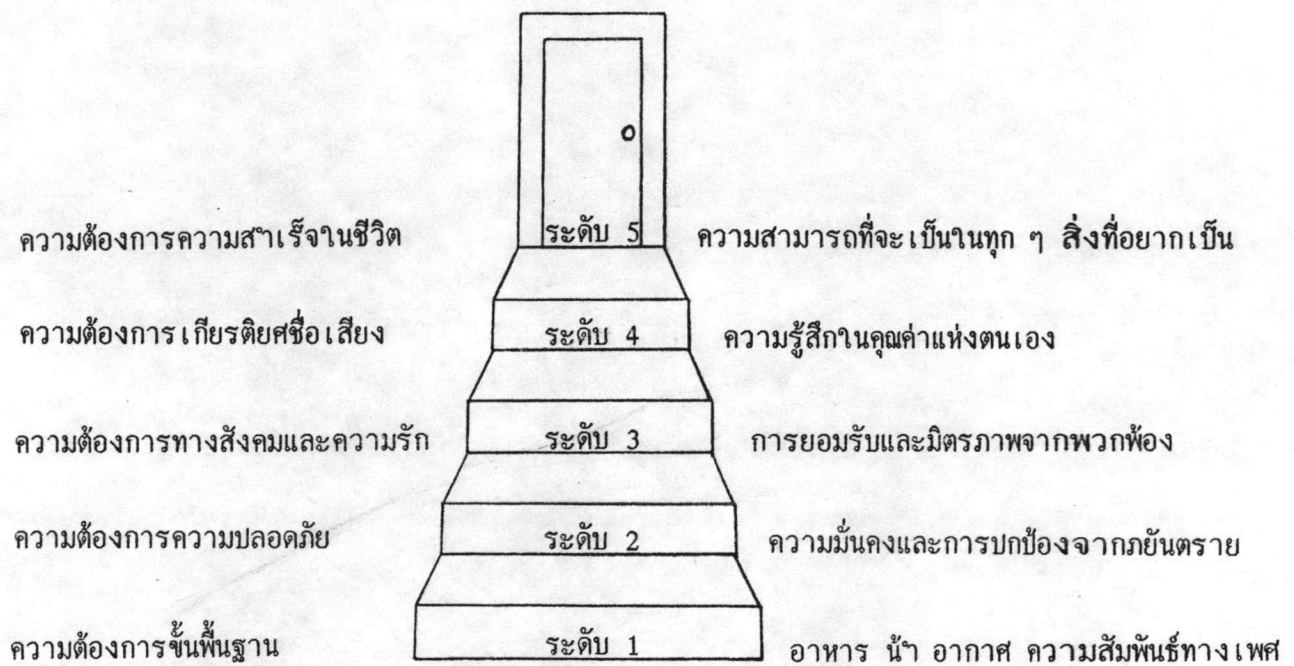 ความต้องการความสำเร็จในชีวิต ระดับ 5 ความสามารถที่จะเป็นในทุก ๆ สิ่งที่อยากเป็น
ความต้องการเกียรติยศชื่อเสียง ระดับ 4 ความรู้สึกในคุณค่าแห่งตนเอง
ความต้องการทางสังคมและความรัก ระดับ 3 การยอมรับและมิตรภาพจากพวกพ้อง
ความต้องการความปลอดภัย ระดับ 2 ความมั่นคงและการปกป้องจากภยันตราย
ความต้องการขั้นพื้นฐาน ระดับ 1 อาหาร น้ำ อากาศ ความสัมพันธ์ทางเพศ